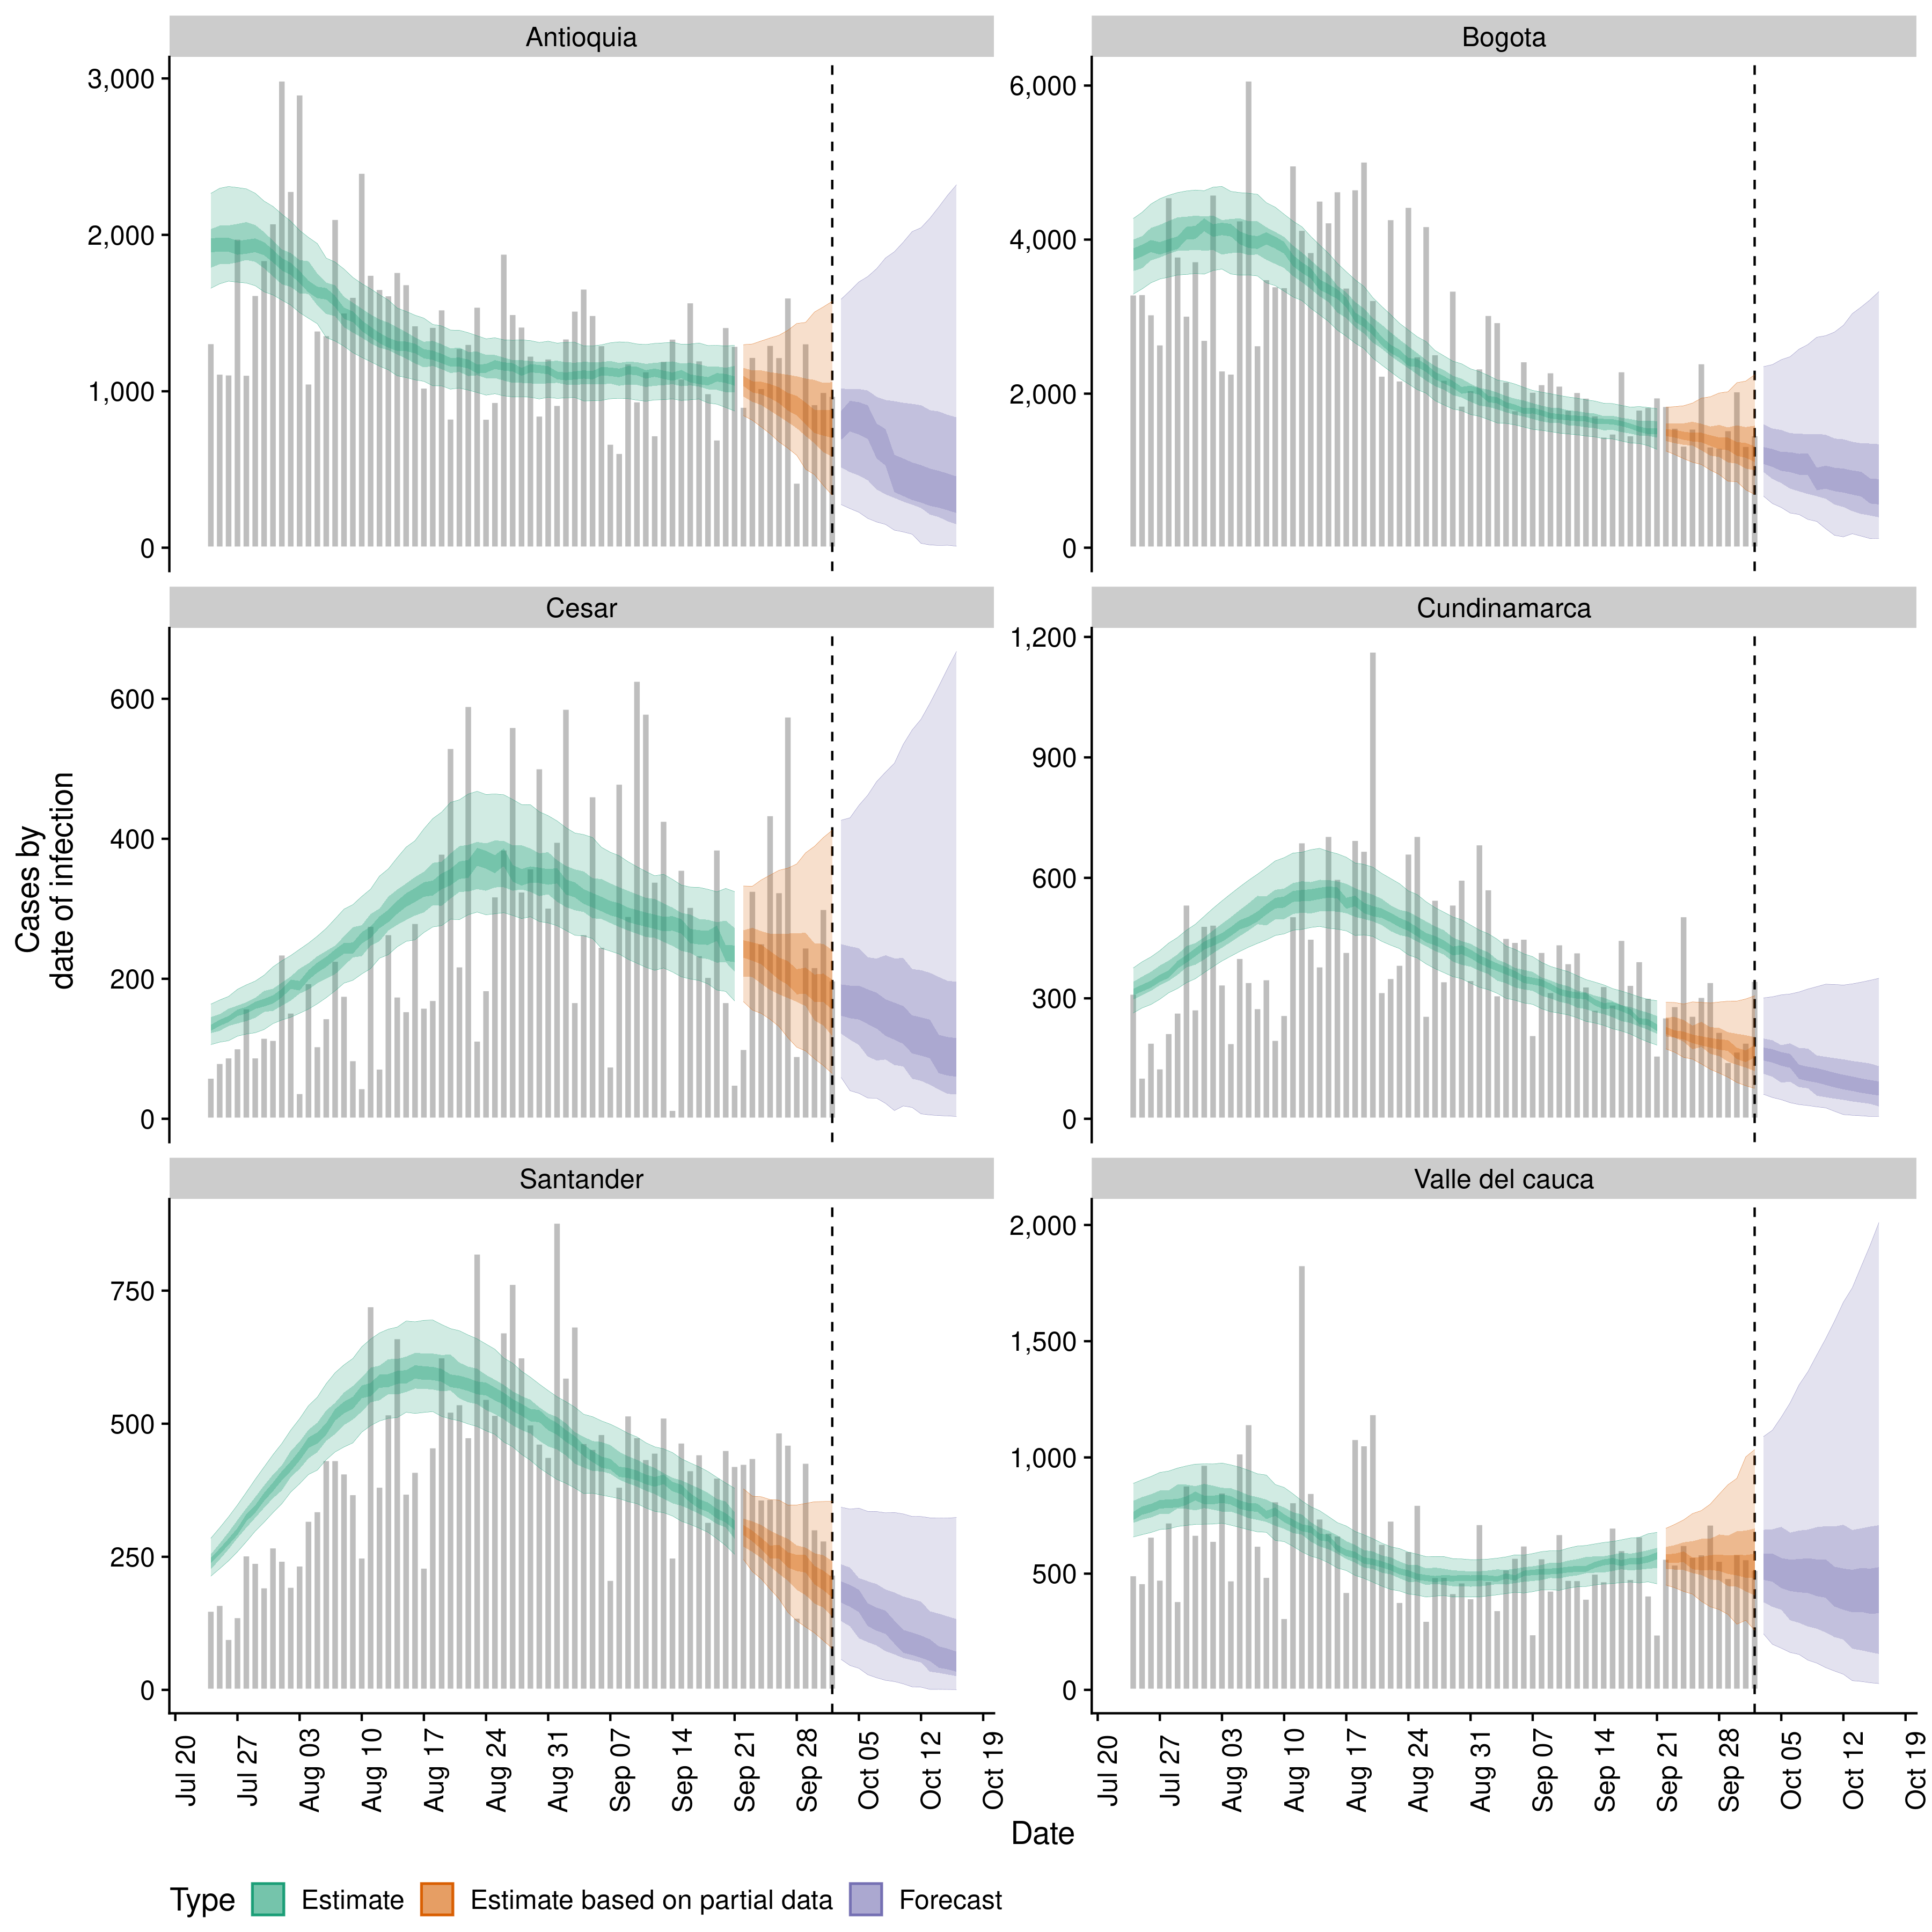 Antioquia
Bogota
3,000
2,000
1,000
0
6,000
4,000
2,000
0
Cesar
Cundinamarca
600
400
200
0
1,200
900
600
300
0
Santander
Valle del cauca
750
500
250
0
2,000
1,500
1,000
500
0
Cases by
date of infection
Jul 20
Jul 27
Aug 03
Aug 10
Aug 17
Aug 24
Aug 31
Sep 07
Sep 14
Sep 21
Sep 28
Oct 05
Oct 12
Oct 19
Jul 20
Jul 27
Aug 03
Aug 10
Aug 17
Aug 24
Aug 31
Sep 07
Sep 14
Sep 21
Sep 28
Oct 05
Oct 12
Oct 19
Date
Type Estimate Estimate based on partial data Forecast